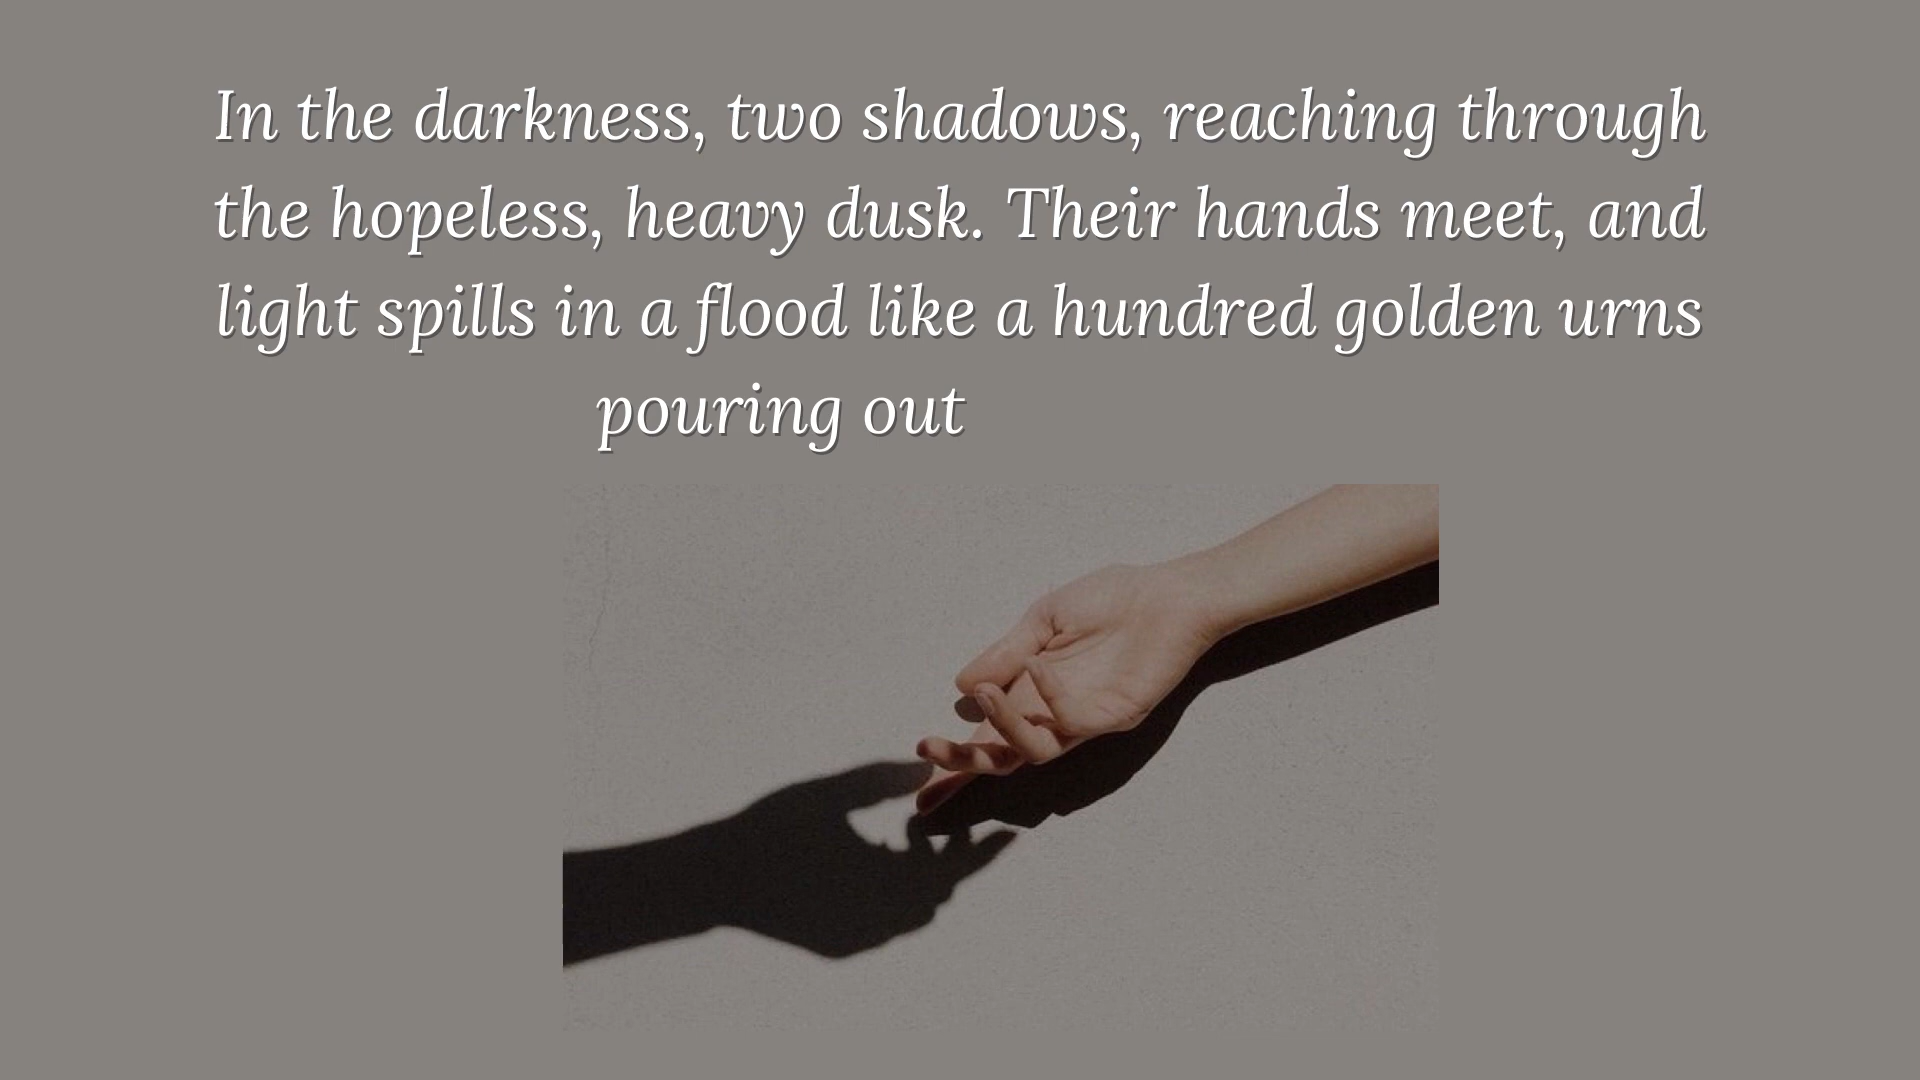 In the darkness, two shadows, reaching through
the hopeless, heavy dusk. Their hands meet, and
light spills in a flood like a hundred golden urns
pouring out